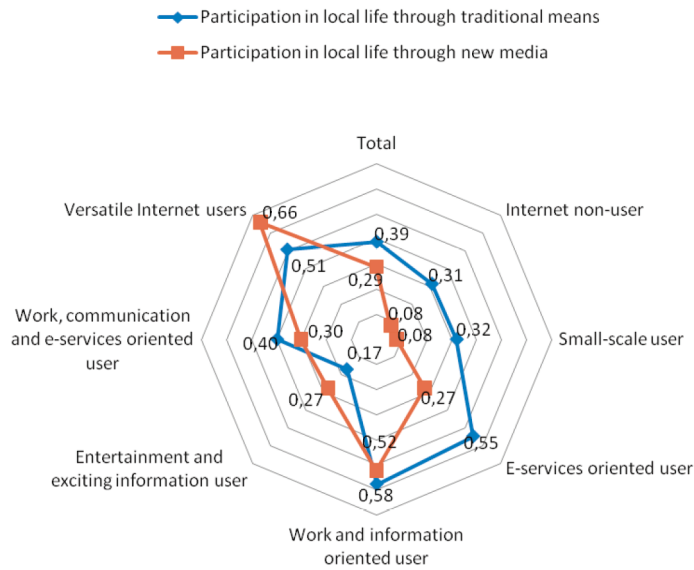 Participation in local life through traditional means
Participation in local life through new media
Total
Versatile Internet users
0,66
Internet non-user
0,39
0,51
0,31
0,29
0,08
Work, communication
and e-services oriented
user
0,40
0,30
0,08
0,32
Small-scale user
0,17
0,27
0,27
0,52
0,55
Entertainment and
exciting information user
E-services oriented user
0,58
Work and information
oriented user